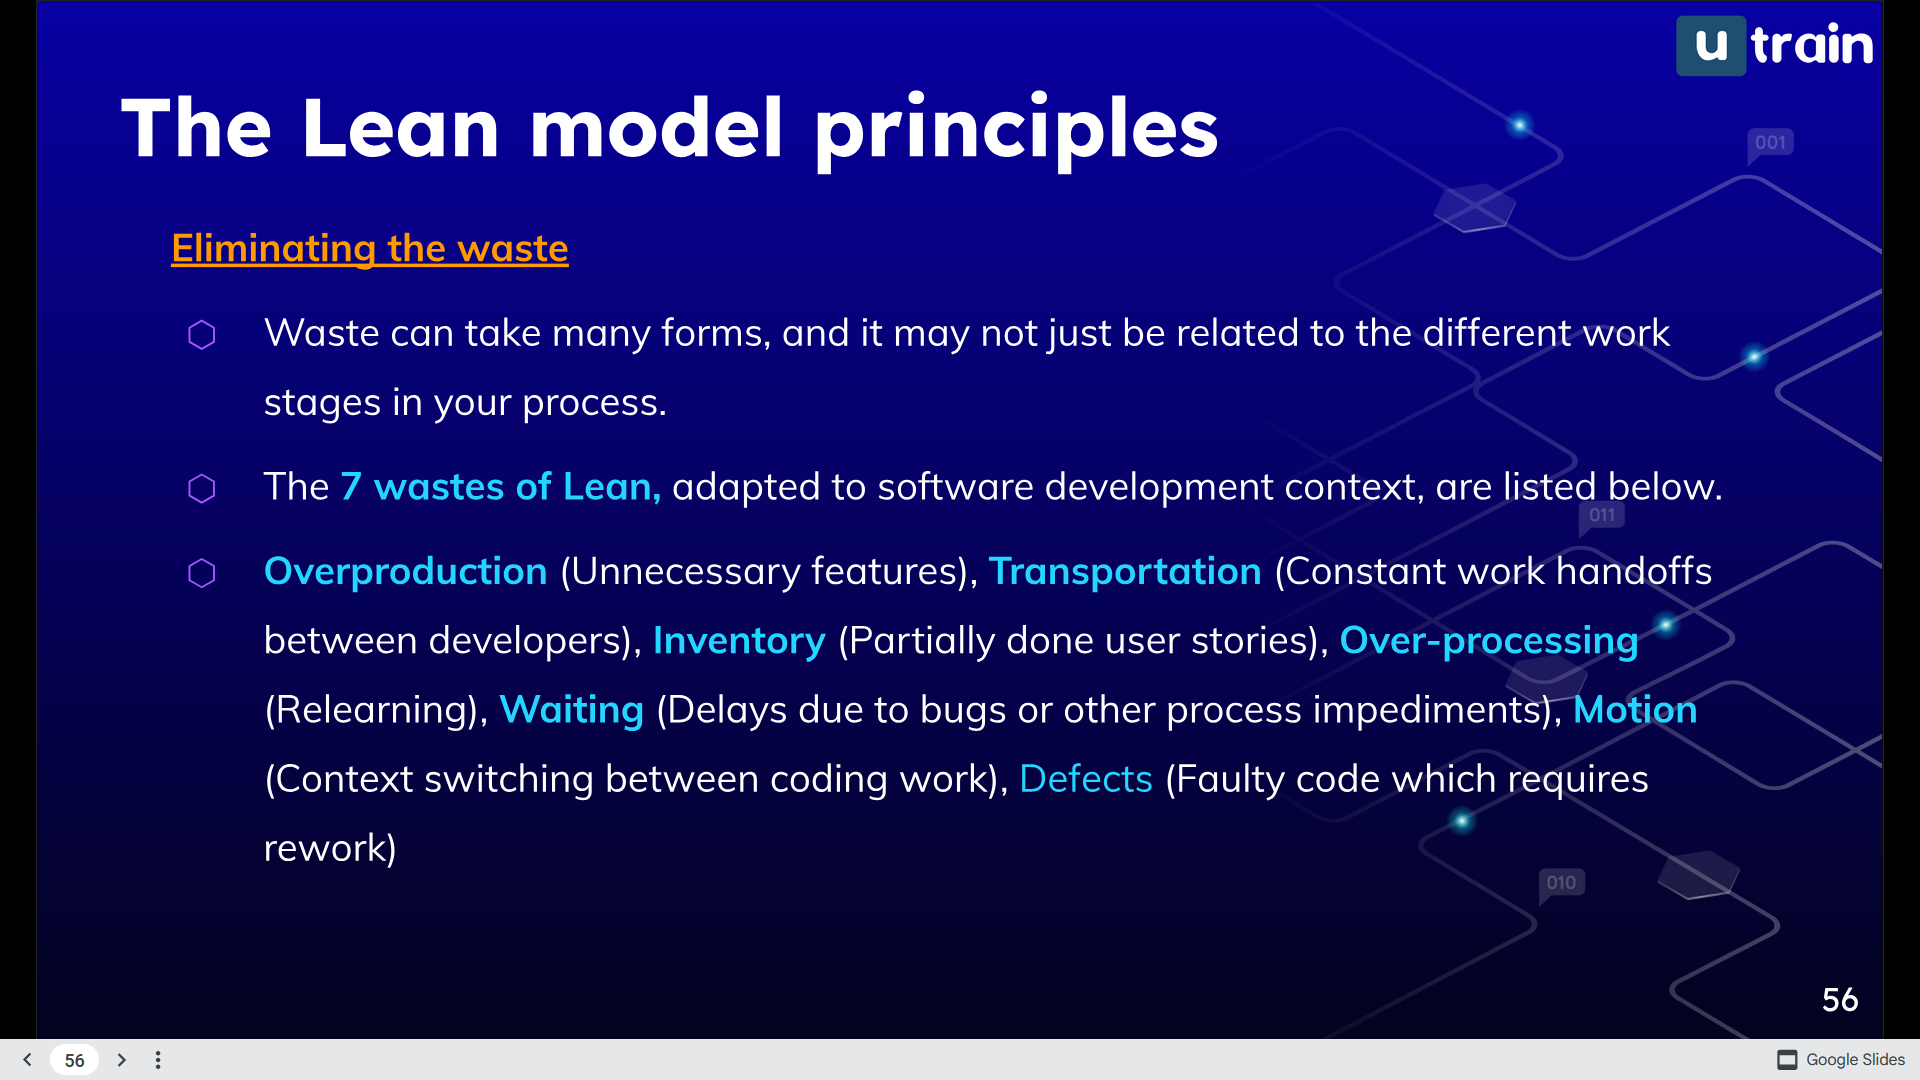 u train
The Lean model principles
001
Eliminating the waste
Waste can take many forms, and it may not just be related to the different work
stages in your process.
The 7 wastes of Lean, adapted to software development context, are listed below.
011
Overproduction (Unnecessary features), Transportation (Constant work handoffs
between developers), Inventory (Partially done user stories), Over-processing
(Relearning), Waiting (Delays due to bugs or other process impediments), Motion
(Context switching between coding work), Defects (Faulty code which requires
rework)
010
56
56
Google Slides